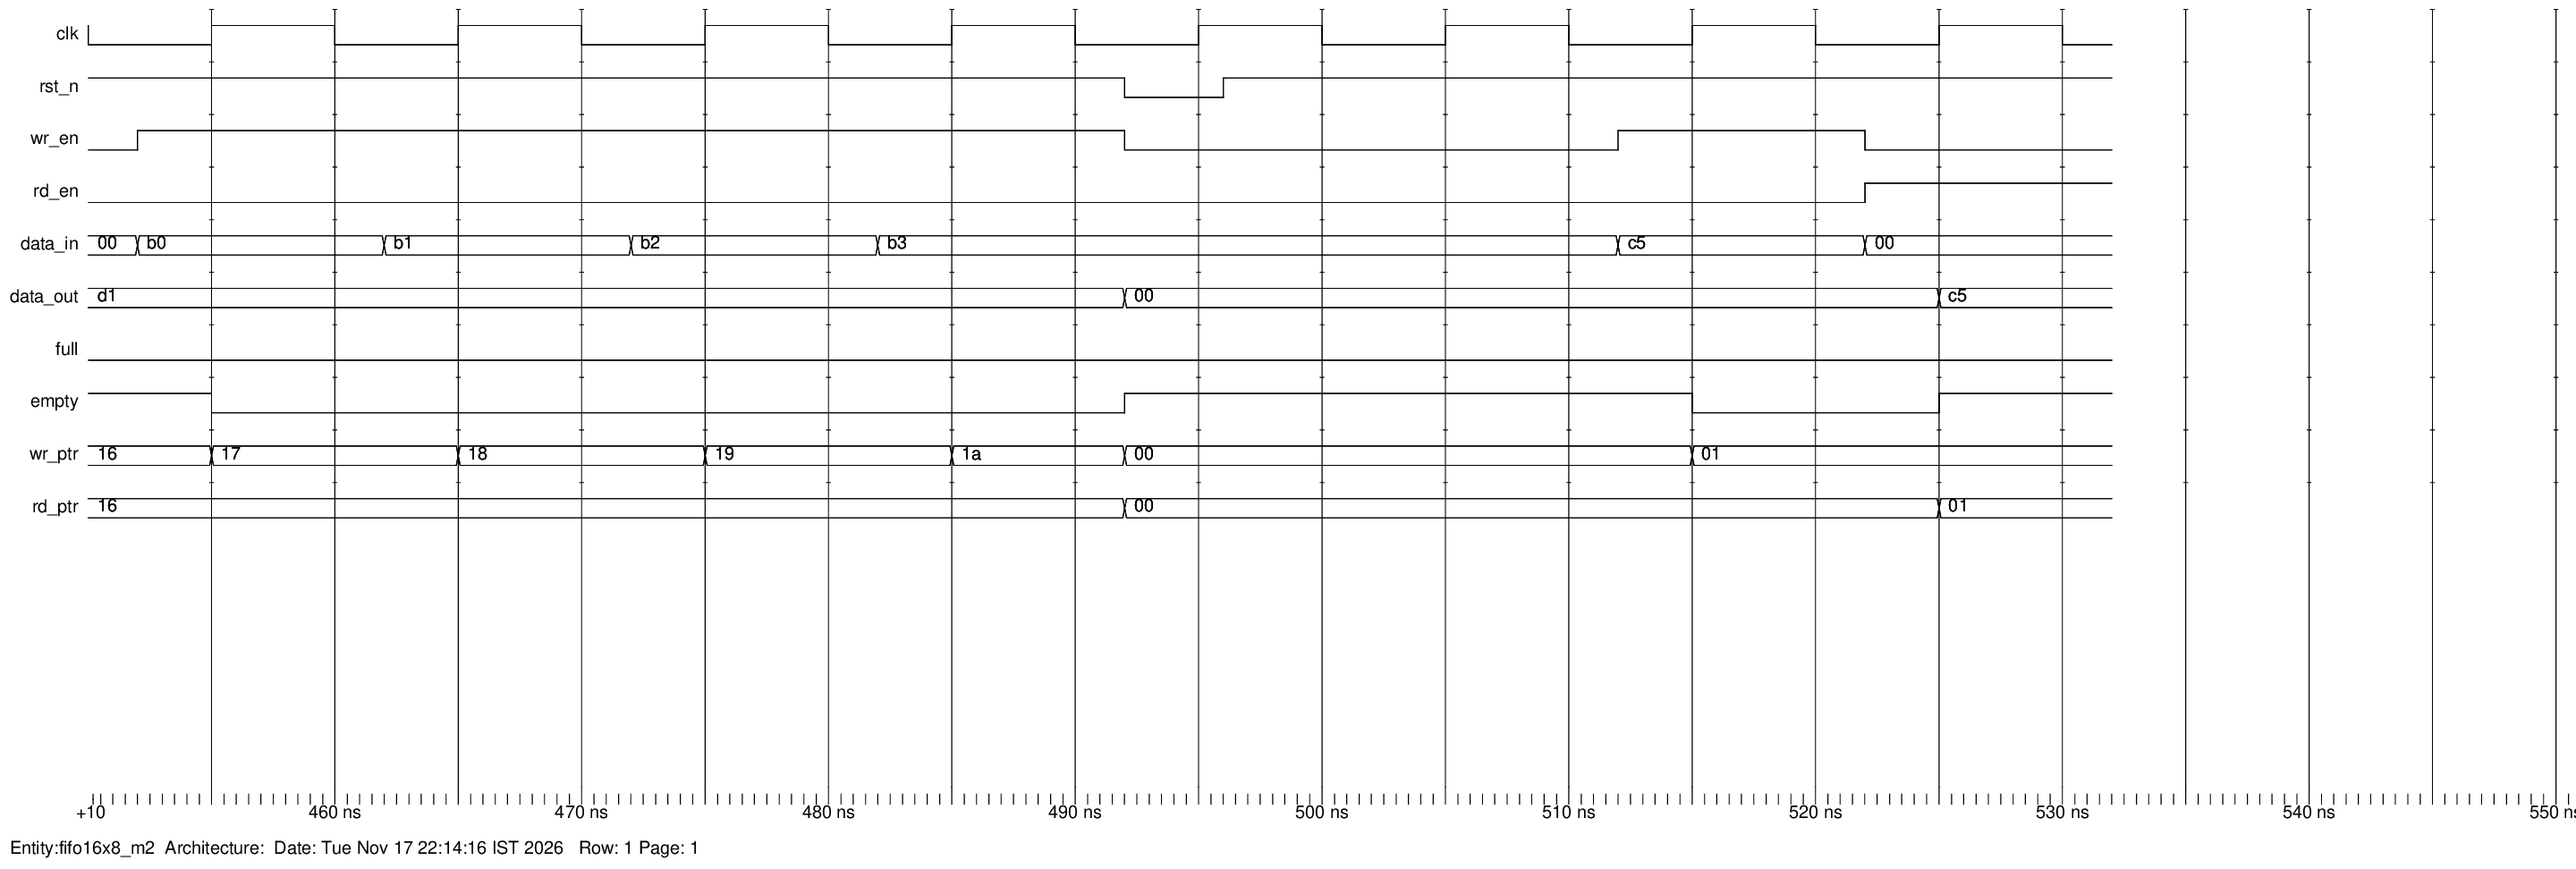 clk
rst_n
wr_en
rd_en
data_in 00 b0 b1 b2 b3 c5 00
data_out d1 00 c5
full
empty
wr_ptr 16 17 18 19 1a 00 01
rd_ptr 16 00 01
+10 460 ns 470 ns 480 ns 490 ns 500 ns 510 ns 520 ns 530 ns 540 ns 550 ns
Entity:fifo16x8_m2 Architecture: Date: Tue Nov 17 22:14:16 IST 2026 Row: 1 Page: 1